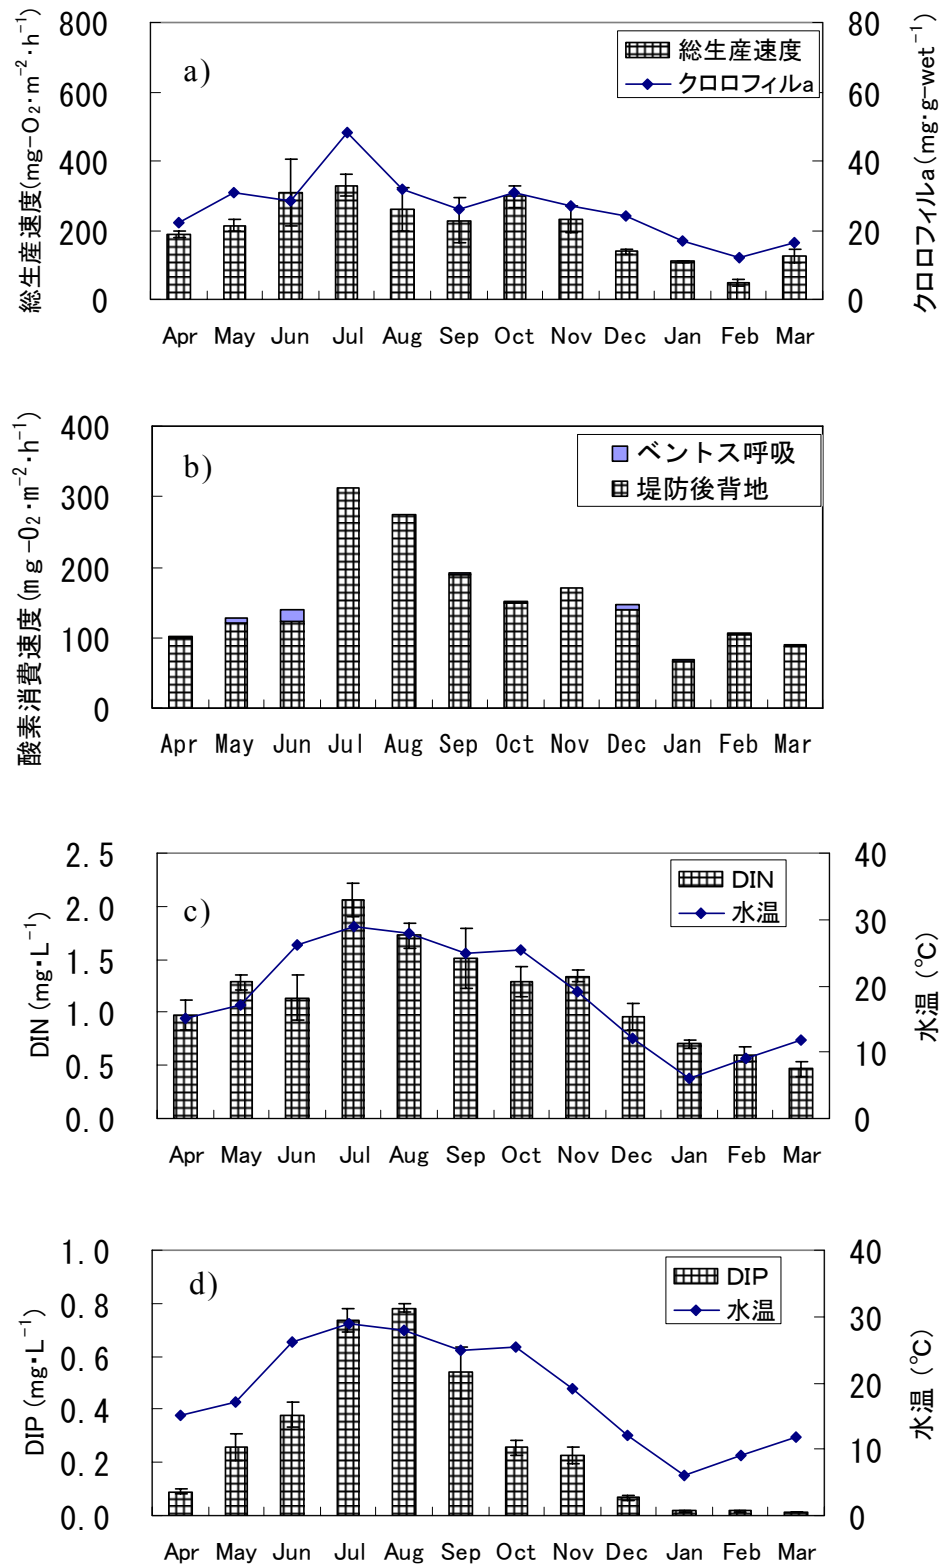 a)
総生産速度
クロロフィルa
総生産速度(mg-O₂·m⁻²·h⁻¹)
800
600
400
200
0
80
60
40
20
0
クロロフィルa(mg·g-wet⁻¹)
Apr May Jun Jul Aug Sep Oct Nov Dec Jan Feb Mar
b)
ベントス呼吸
堤防後背地
酸素消費速度(mg-O₂·m⁻²·h⁻¹)
400
300
200
100
0
Apr May Jun Jul Aug Sep Oct Nov Dec Jan Feb Mar
c)
DIN
水温
DIN (mg·L⁻¹)
2.5
2.0
1.5
1.0
0.5
0.0
40
30
20
10
0
水温 (℃)
Apr May Jun Jul Aug Sep Oct Nov Dec Jan Feb Mar
d)
DIP
水温
DIP (mg·L⁻¹)
1.0
0.8
0.6
0.4
0.2
0.0
40
30
20
10
0
水温 (℃)
Apr May Jun Jul Aug Sep Oct Nov Dec Jan Feb Mar